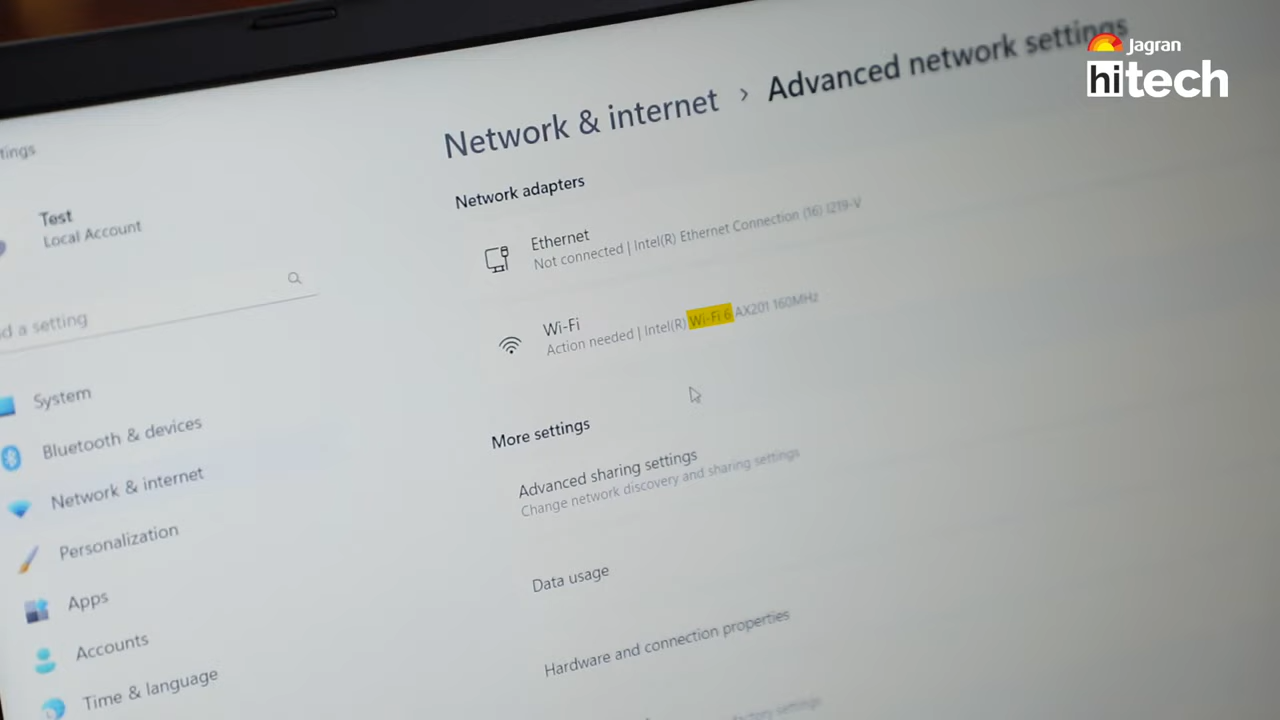 Jagran
hitech
Network & internet > Advanced network settings
tings
Test
Local Account
d a setting
System
Bluetooth & devices
Network & internet
Personalization
Apps
Accounts
Time & language
Network adapters
Ethernet
Not connected | Intel(R) Ethernet Connection (16) I219-V
Wi-Fi
Action needed | Intel(R) Wi-Fi 6 AX201 160MHz
More settings
Advanced sharing settings
Change network discovery and sharing settings
Data usage
Hardware and connection properties
factory settings